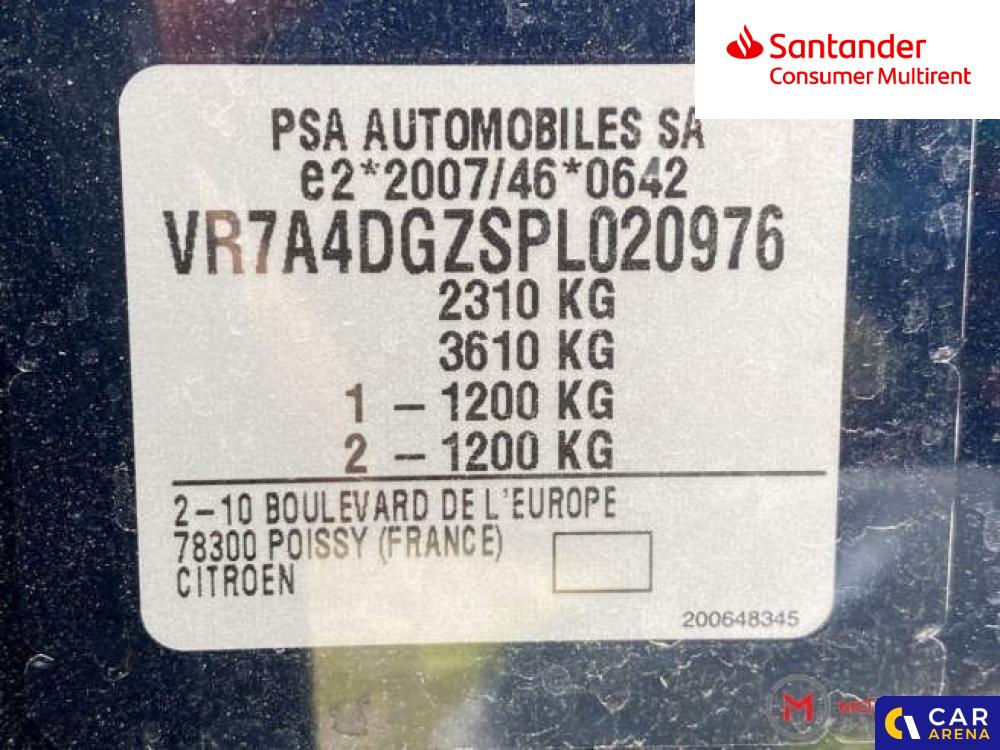 Santander
Consumer Multirent
PSA AUTOMOBILES SA
e2*2007/46*0642
VR7A4DGZSPL020976
2310 KG
3610 KG
1 – 1200 KG
2 – 1200 KG
2–10 BOULEVARD DE L'EUROPE
78300 POISSY (FRANCE)
CITROEN
200648345
M
CAR
ARENA